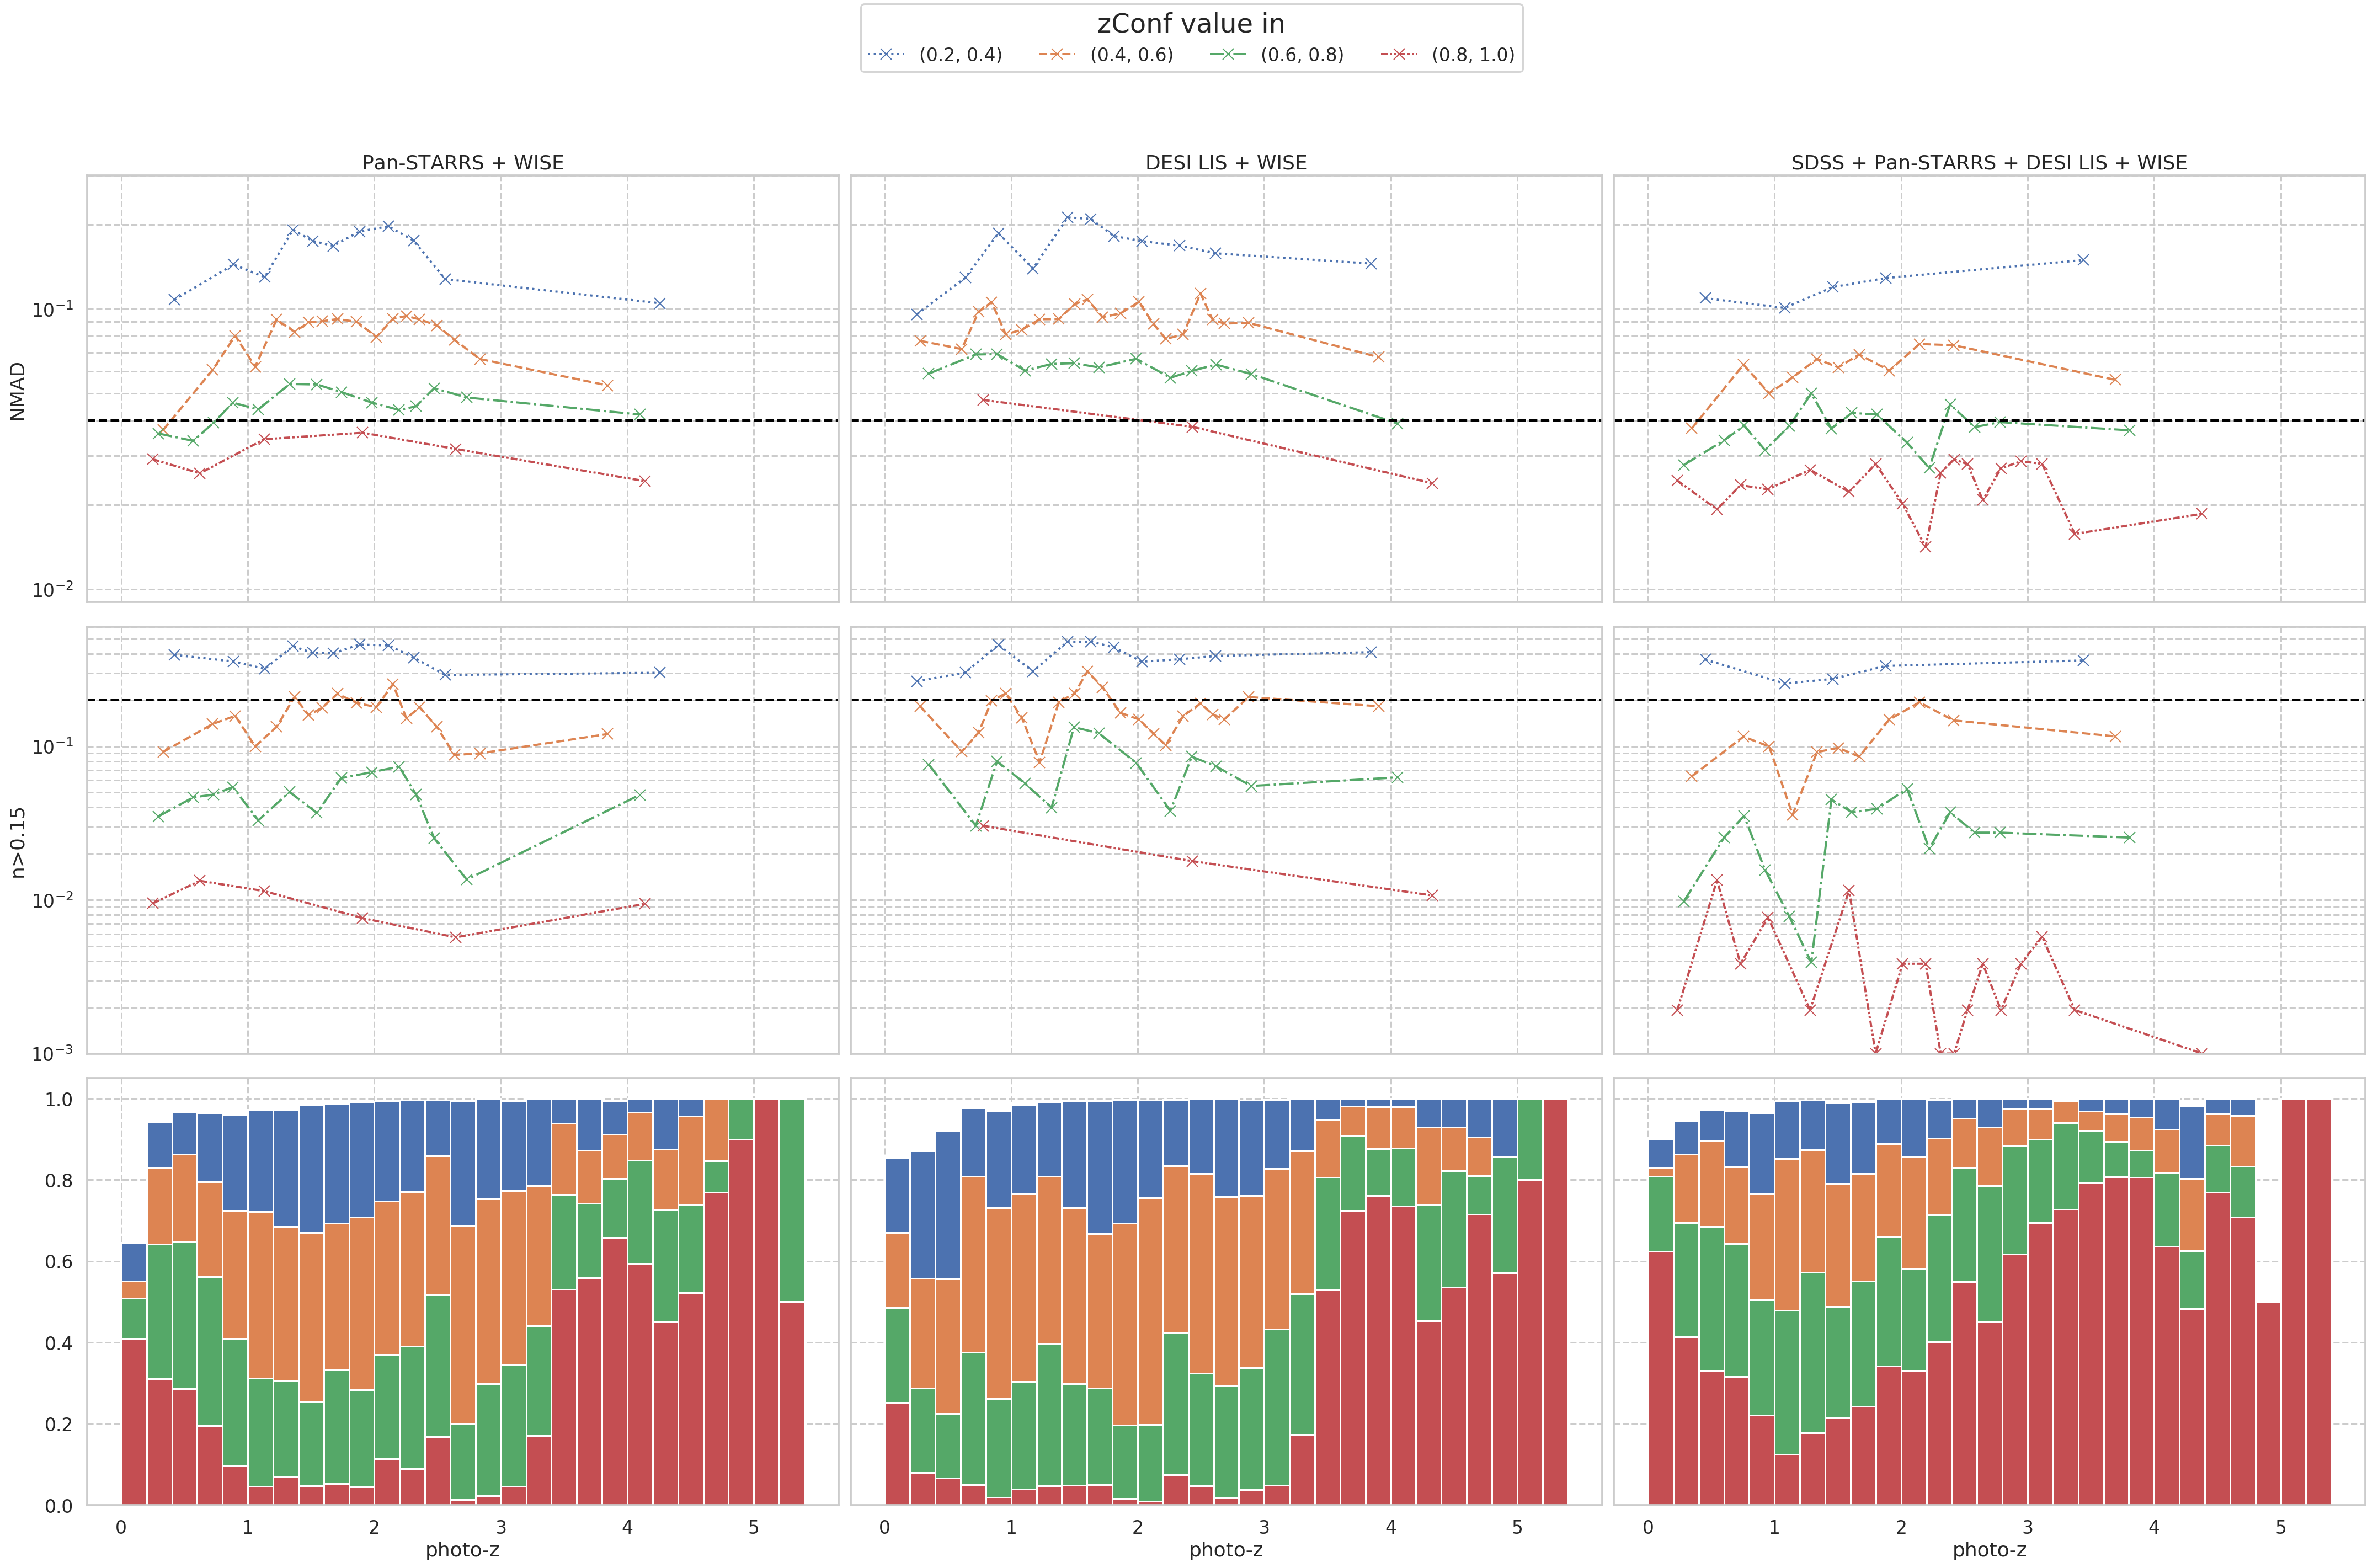 zConf value in
(0.2, 0.4) (0.4, 0.6) (0.6, 0.8) (0.8, 1.0)
Pan-STARRS + WISE DESI LIS + WISE SDSS + Pan-STARRS + DESI LIS + WISE
NMAD
10⁻¹
10⁻²
n>0.15
10⁻¹
10⁻²
10⁻³
1.0
0.8
0.6
0.4
0.2
0.0
0 1 2 3 4 5 0 1 2 3 4 5 0 1 2 3 4 5
photo-z photo-z photo-z